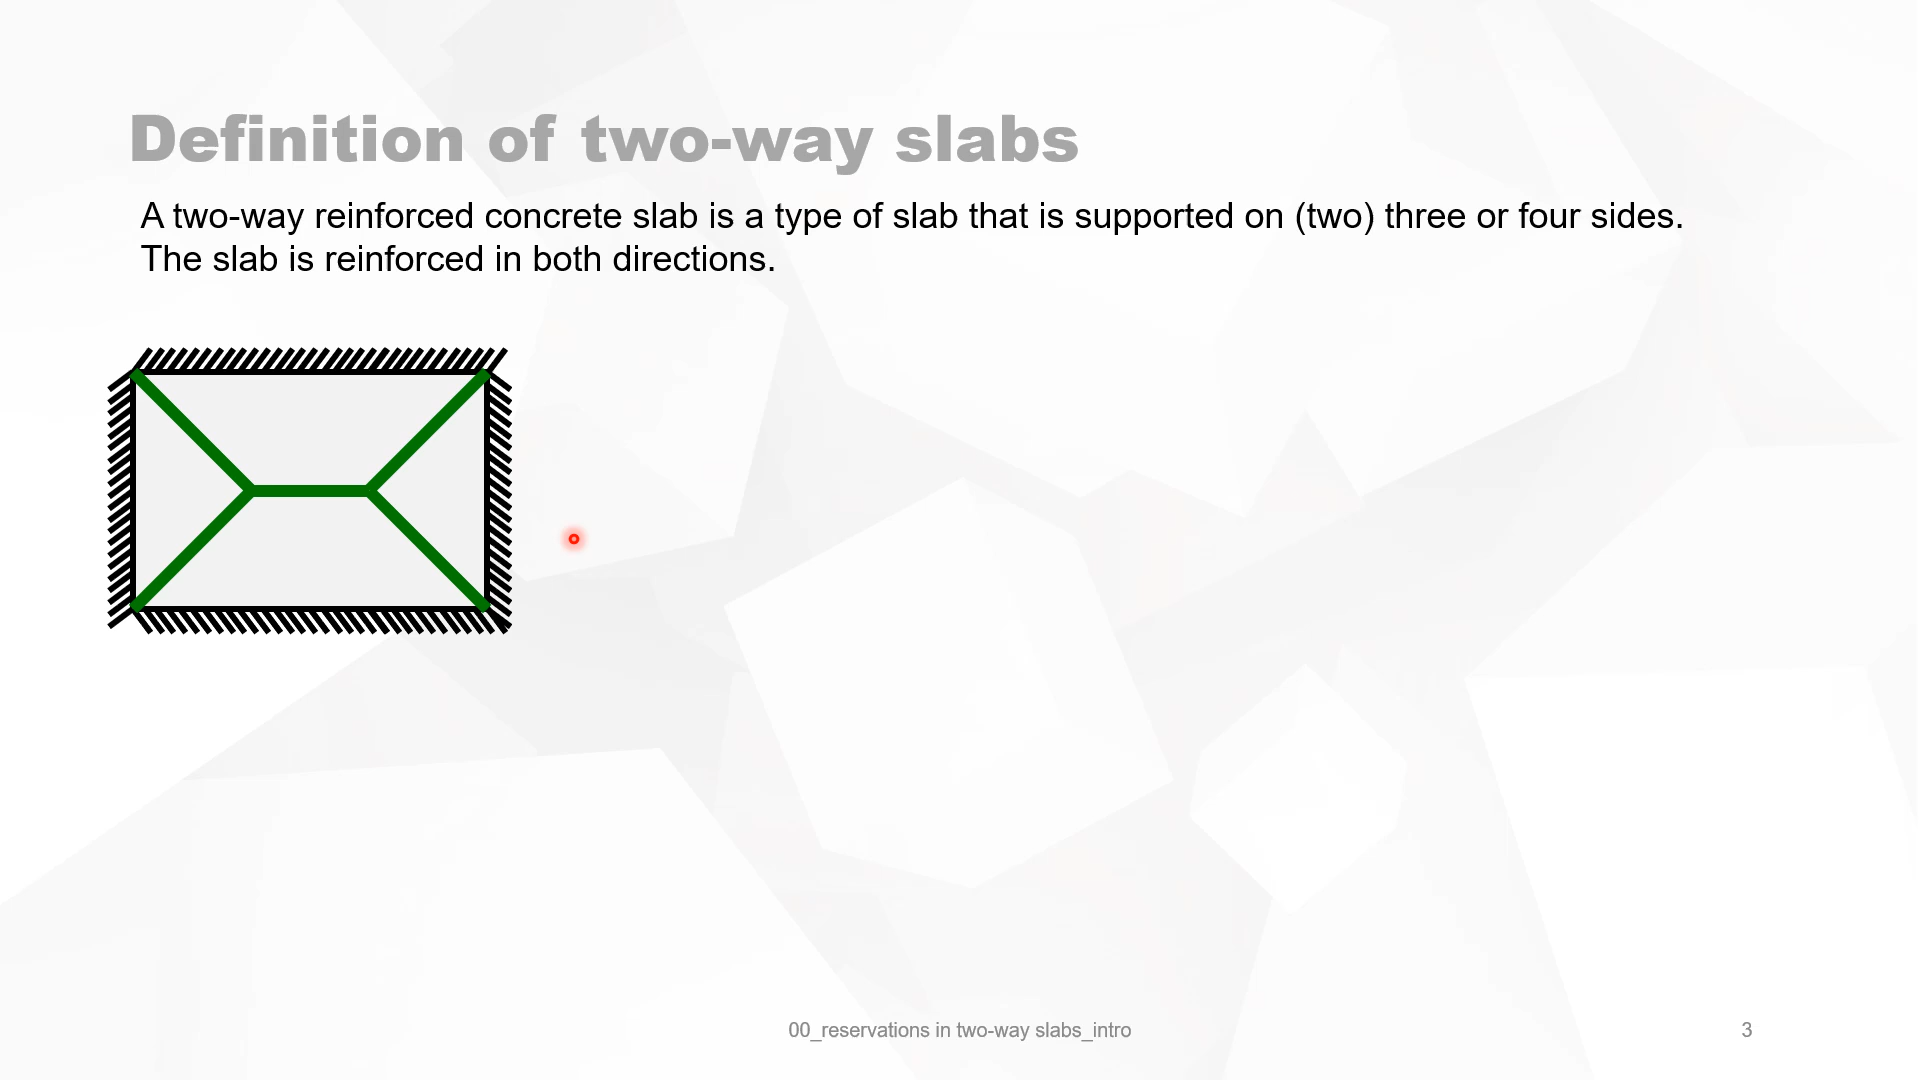 Definition of two-way slabs
A two-way reinforced concrete slab is a type of slab that is supported on (two) three or four sides.
The slab is reinforced in both directions.
00_reservations in two-way slabs_intro
3